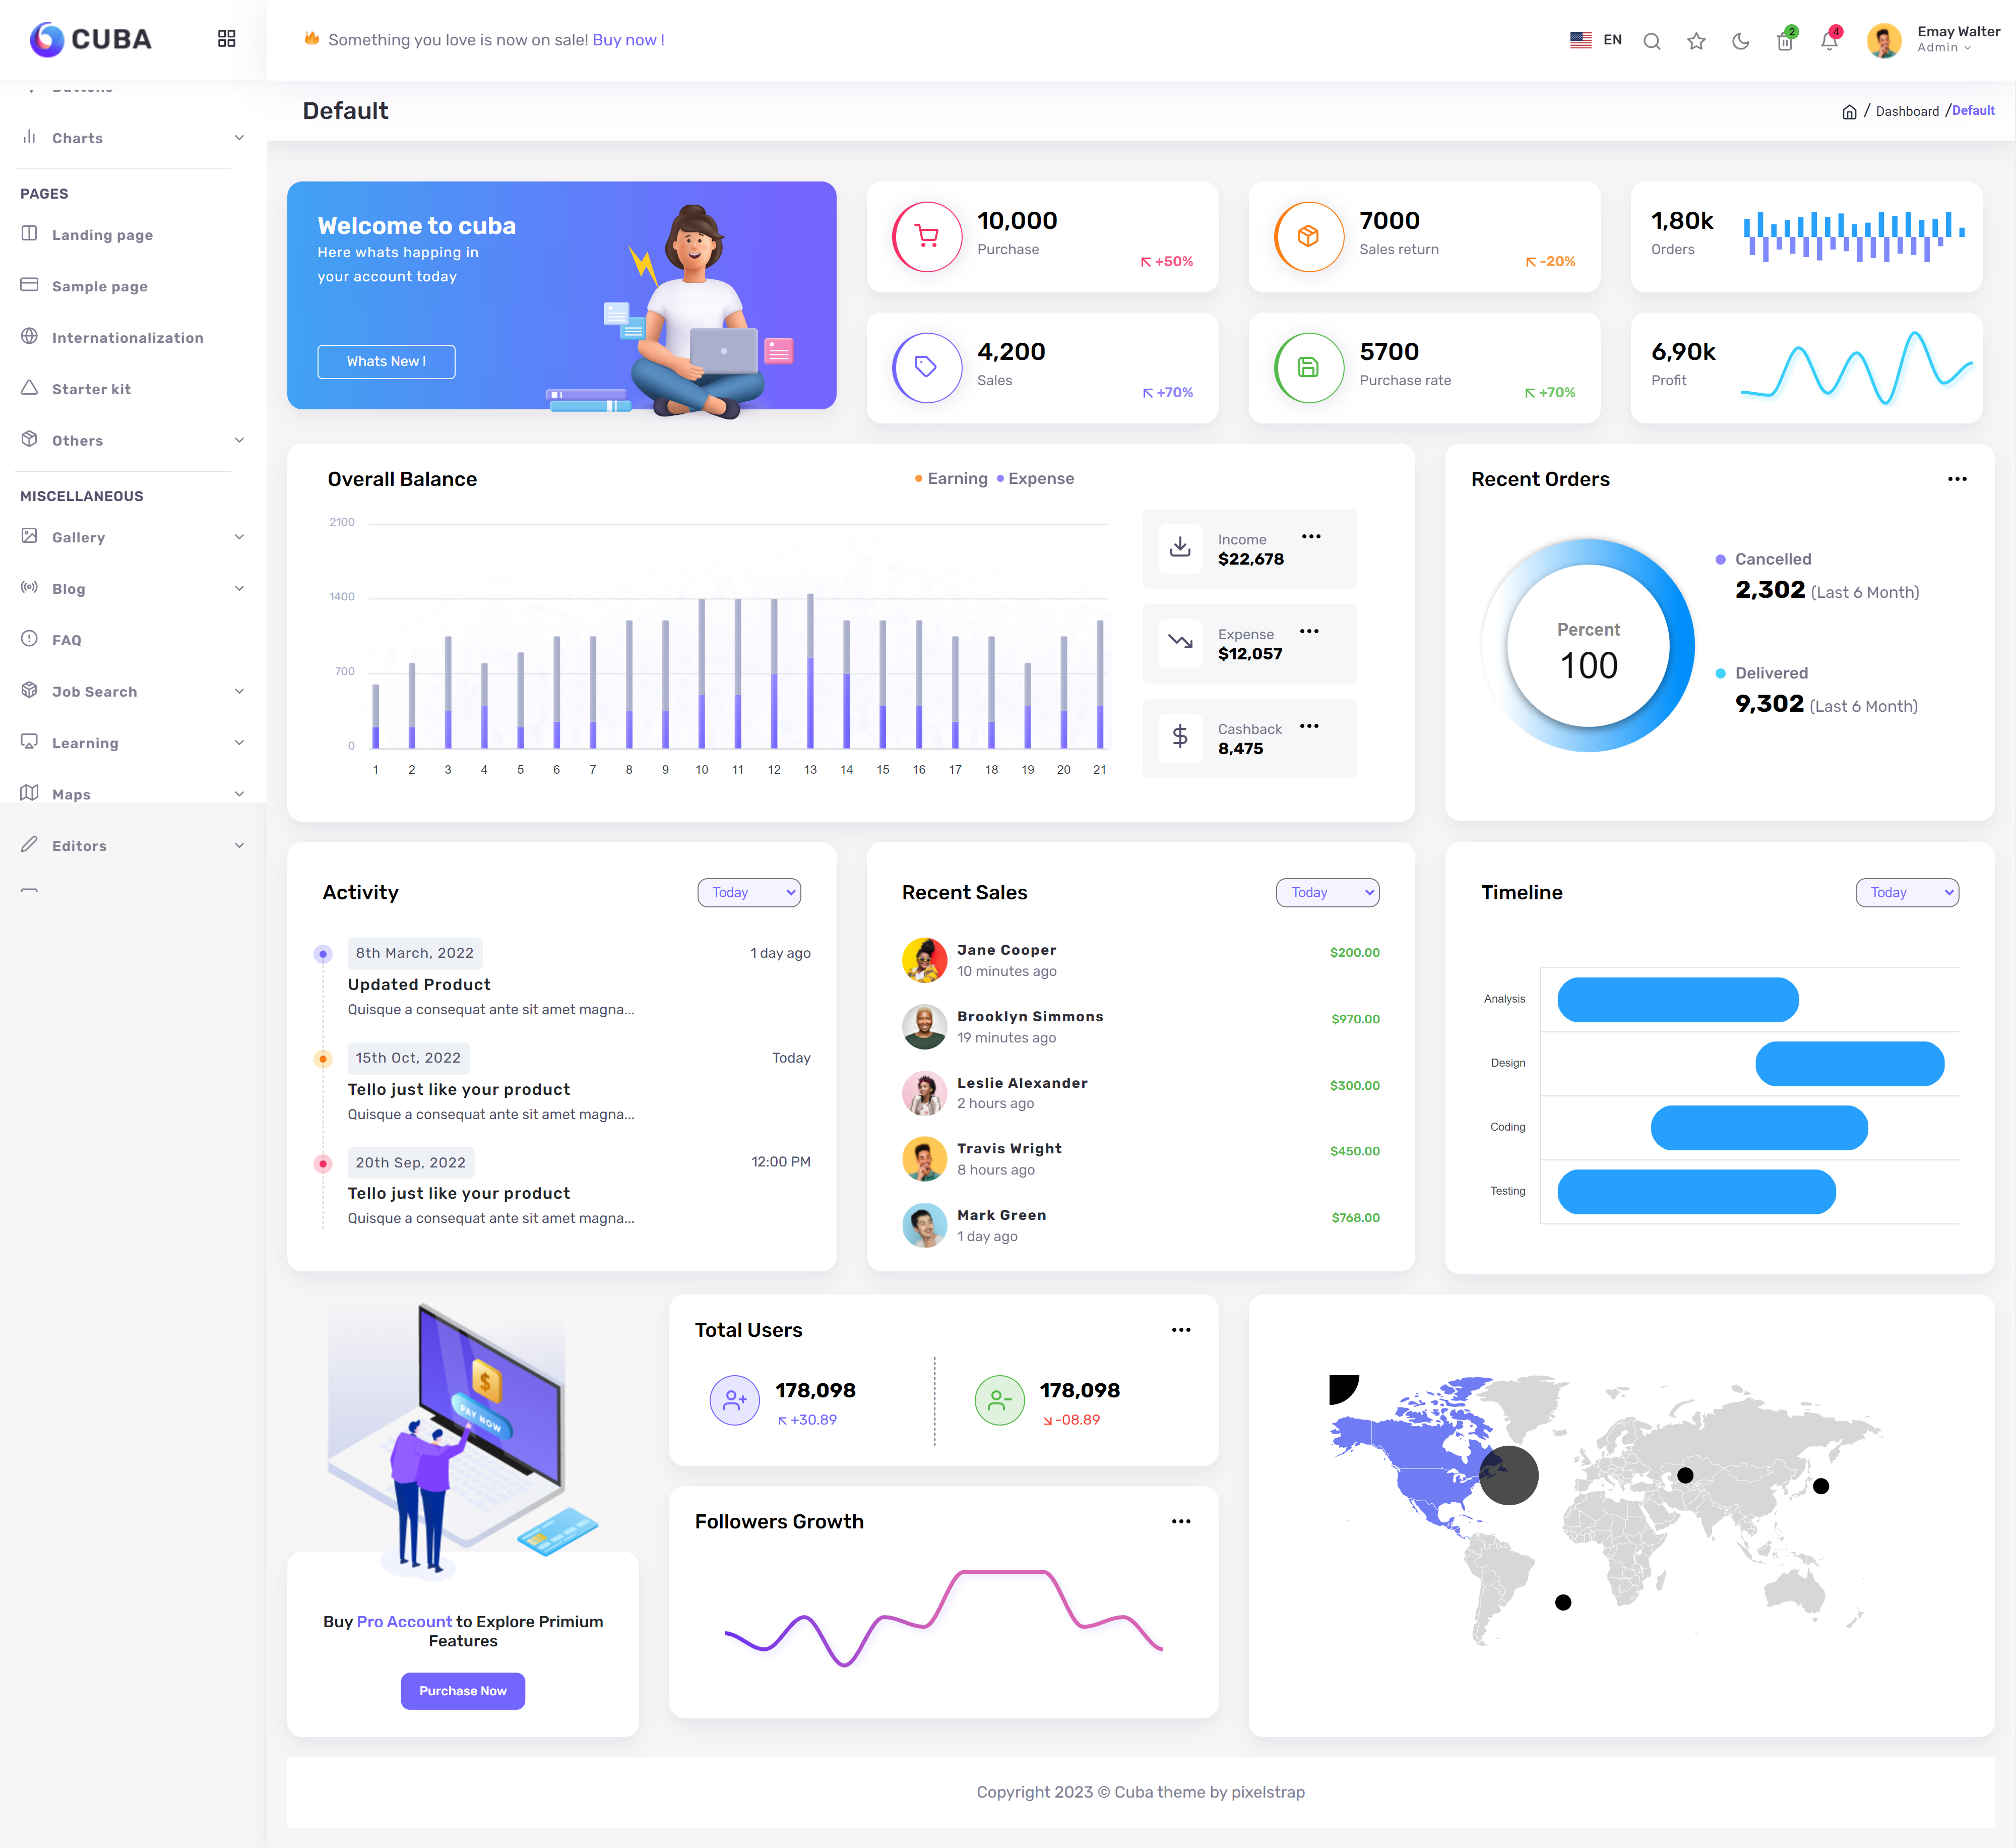 CUBA
Something you love is now on sale! Buy now !
EN
2
4
Emay Walter
Admin
Default
/ Dashboard /Default
Buttons
Charts
PAGES
Landing page
Sample page
Internationalization
Starter kit
Others
MISCELLANEOUS
Gallery
Blog
FAQ
Job Search
Learning
Maps
Editors
Welcome to cuba
Here whats happing in
your account today
Whats New !
10,000
Purchase
+50%
7000
Sales return
-20%
1,80k
Orders
4,200
Sales
+70%
5700
Purchase rate
+70%
6,90k
Profit
Overall Balance
Earning Expense
2100
1400
700
0
1 2 3 4 5 6 7 8 9 10 11 12 13 14 15 16 17 18 19 20 21
Income
$22,678
Expense
$12,057
Cashback
8,475
Recent Orders
Percent
100
Cancelled
2,302 (Last 6 Month)
Delivered
9,302 (Last 6 Month)
Activity
Today
8th March, 2022
1 day ago
Updated Product
Quisque a consequat ante sit amet magna...
15th Oct, 2022
Today
Tello just like your product
Quisque a consequat ante sit amet magna...
20th Sep, 2022
12:00 PM
Tello just like your product
Quisque a consequat ante sit amet magna...
Recent Sales
Today
Jane Cooper
10 minutes ago
$200.00
Brooklyn Simmons
19 minutes ago
$970.00
Leslie Alexander
2 hours ago
$300.00
Travis Wright
8 hours ago
$450.00
Mark Green
1 day ago
$768.00
Timeline
Today
Analysis
Design
Coding
Testing
$
PAY NOW
Buy Pro Account to Explore Primium
Features
Purchase Now
Total Users
178,098
+30.89
178,098
-08.89
Followers Growth
Copyright 2023 © Cuba theme by pixelstrap